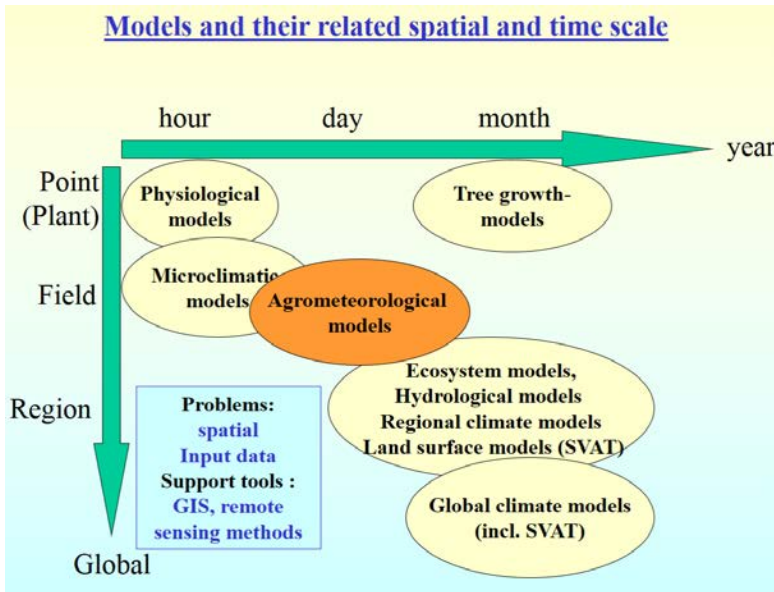 Models and their related spatial and time scale
hour day month
year
Point
(Plant)
Physiological
models
Tree growth-
models
Field
Microclimatic
models
Agrometeorological
models
Region
Ecosystem models,
Hydrological models
Regional climate models
Land surface models (SVAT)
Problems:
spatial
Input data
Support tools :
GIS, remote
sensing methods
Global climate models
(incl. SVAT)
Global